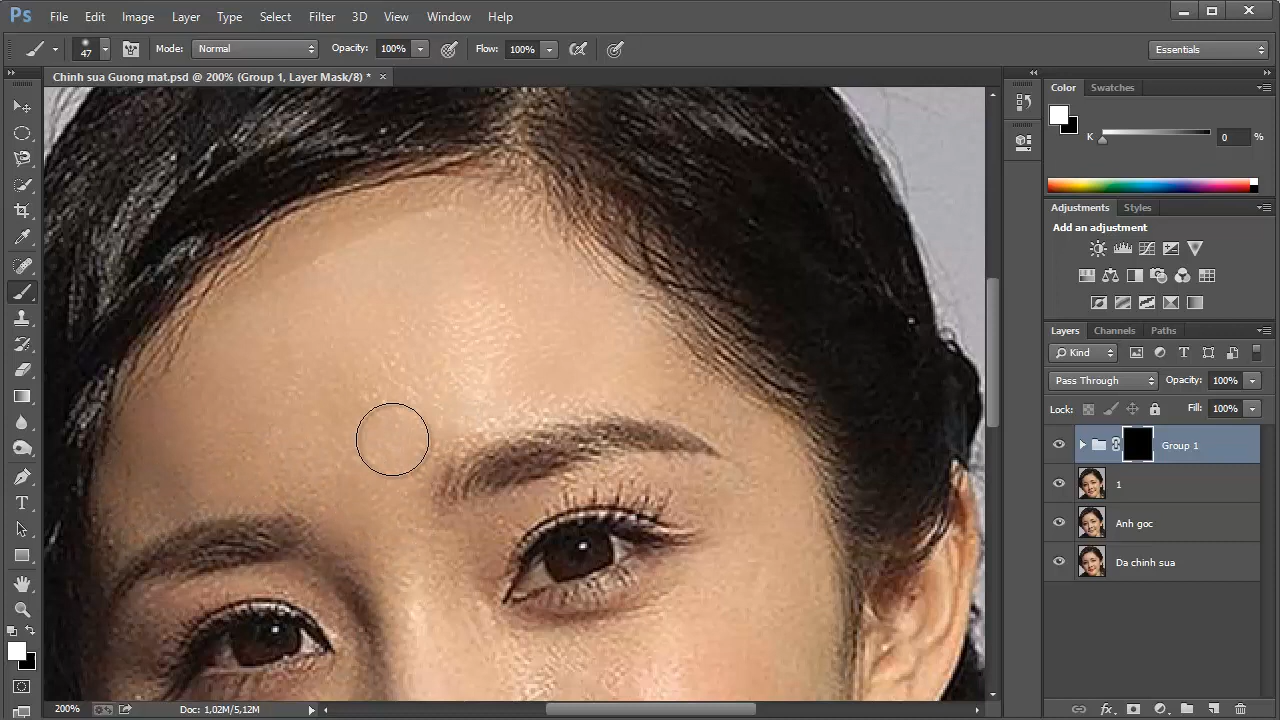 Ps File Edit Image Layer Type Select Filter 3D View Window Help
47 Mode: Normal Opacity: 100% Flow: 100% Essentials
Chinh sua Guong mat.psd @ 200% (Group 1, Layer Mask/8) * ×
Color Swatches
K 0 %
Adjustments Styles
Add an adjustment
Layers Channels Paths
Kind
Pass Through Opacity: 100%
Lock: Fill: 100%
Group 1
1
Anh goc
Da chinh sua
200% Doc: 1,02M/5,12M